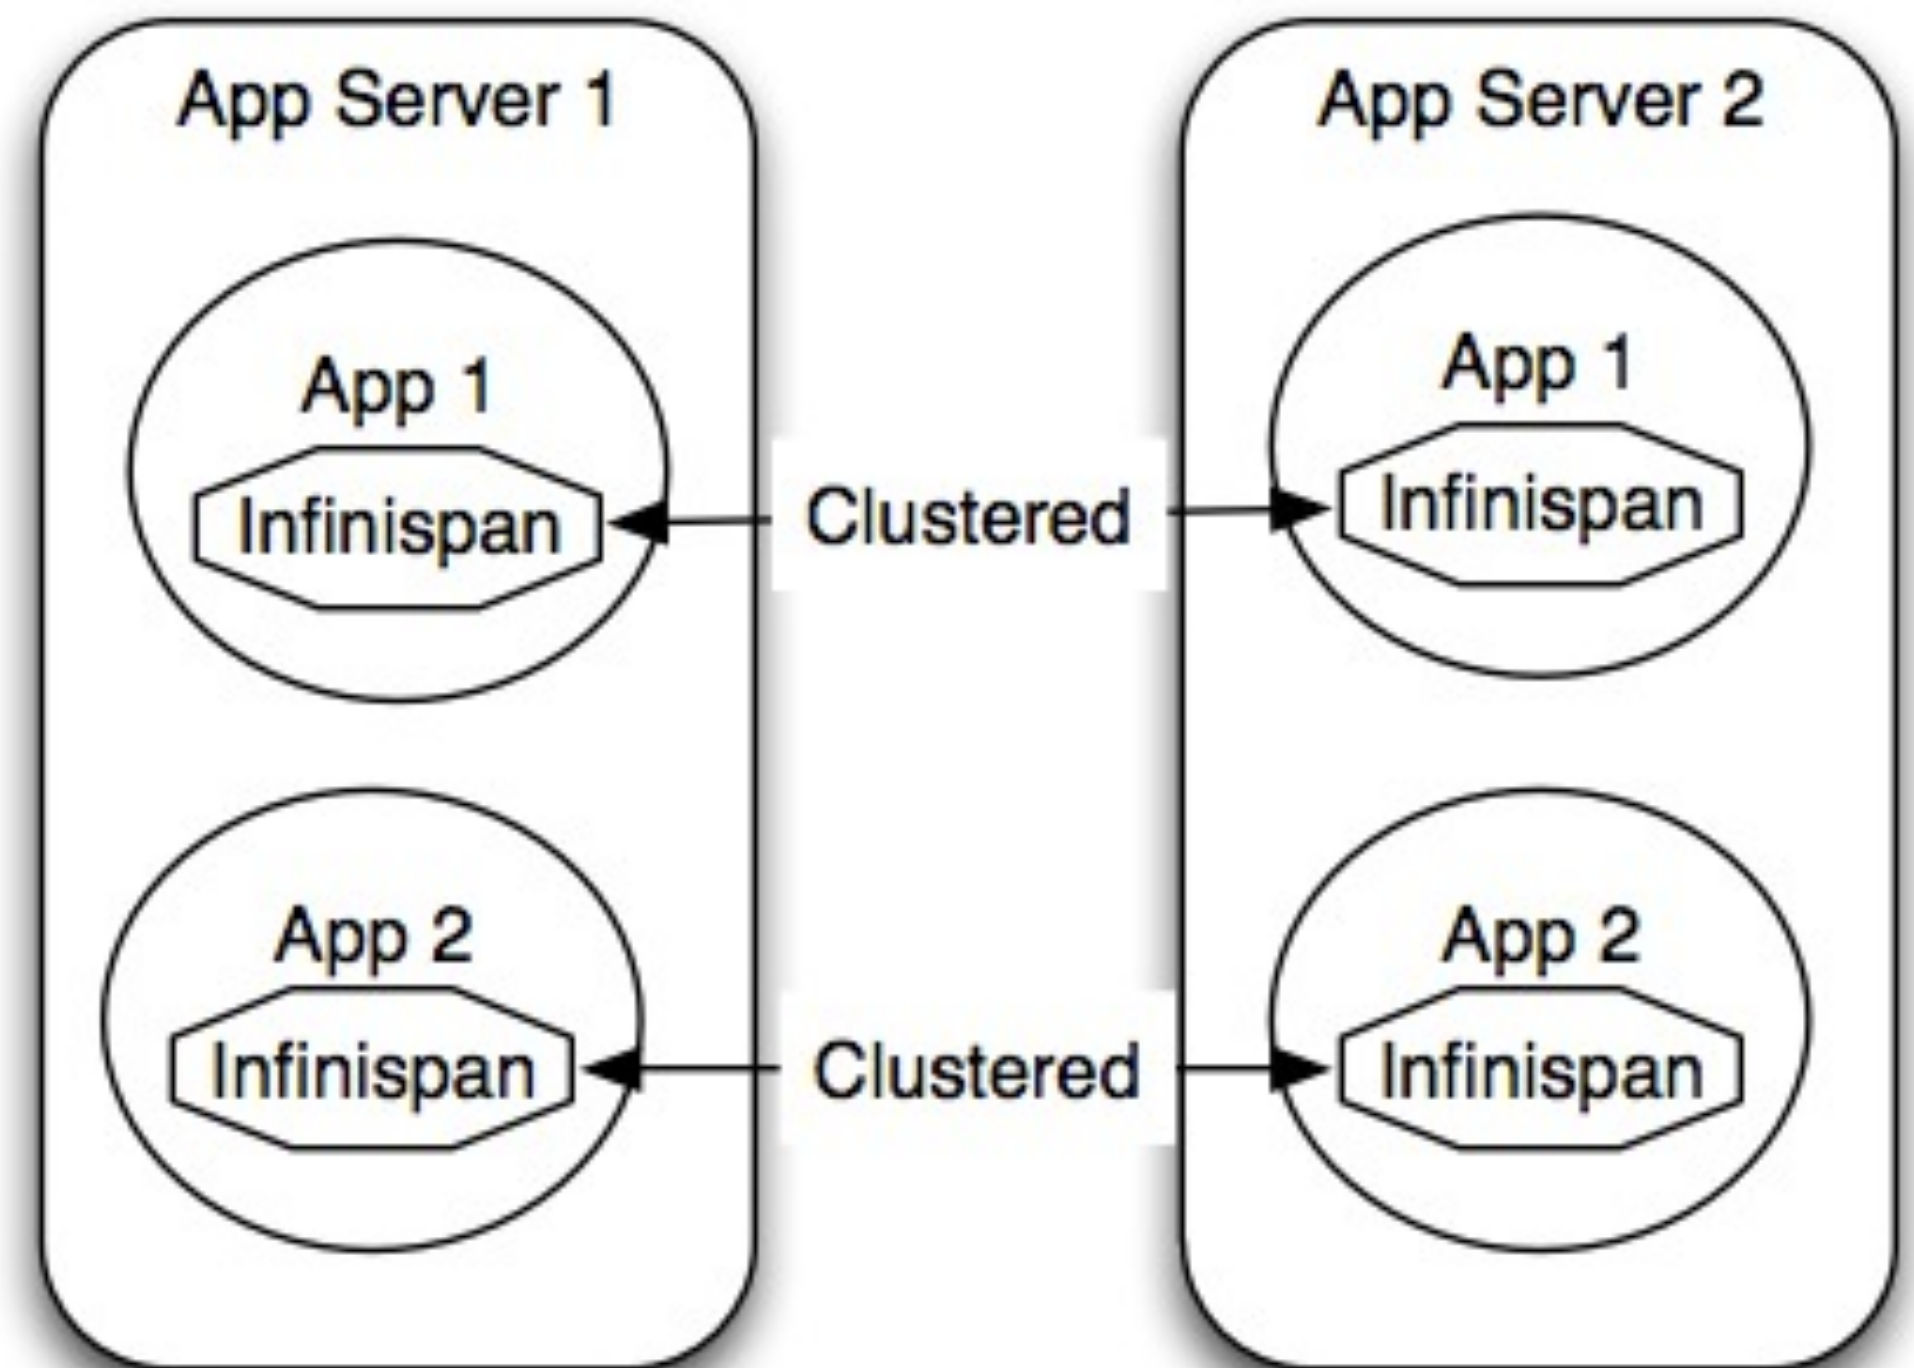 App Server 1
App Server 2
App 1
Infinispan
Clustered
App 1
Infinispan
App 2
Infinispan
Clustered
App 2
Infinispan